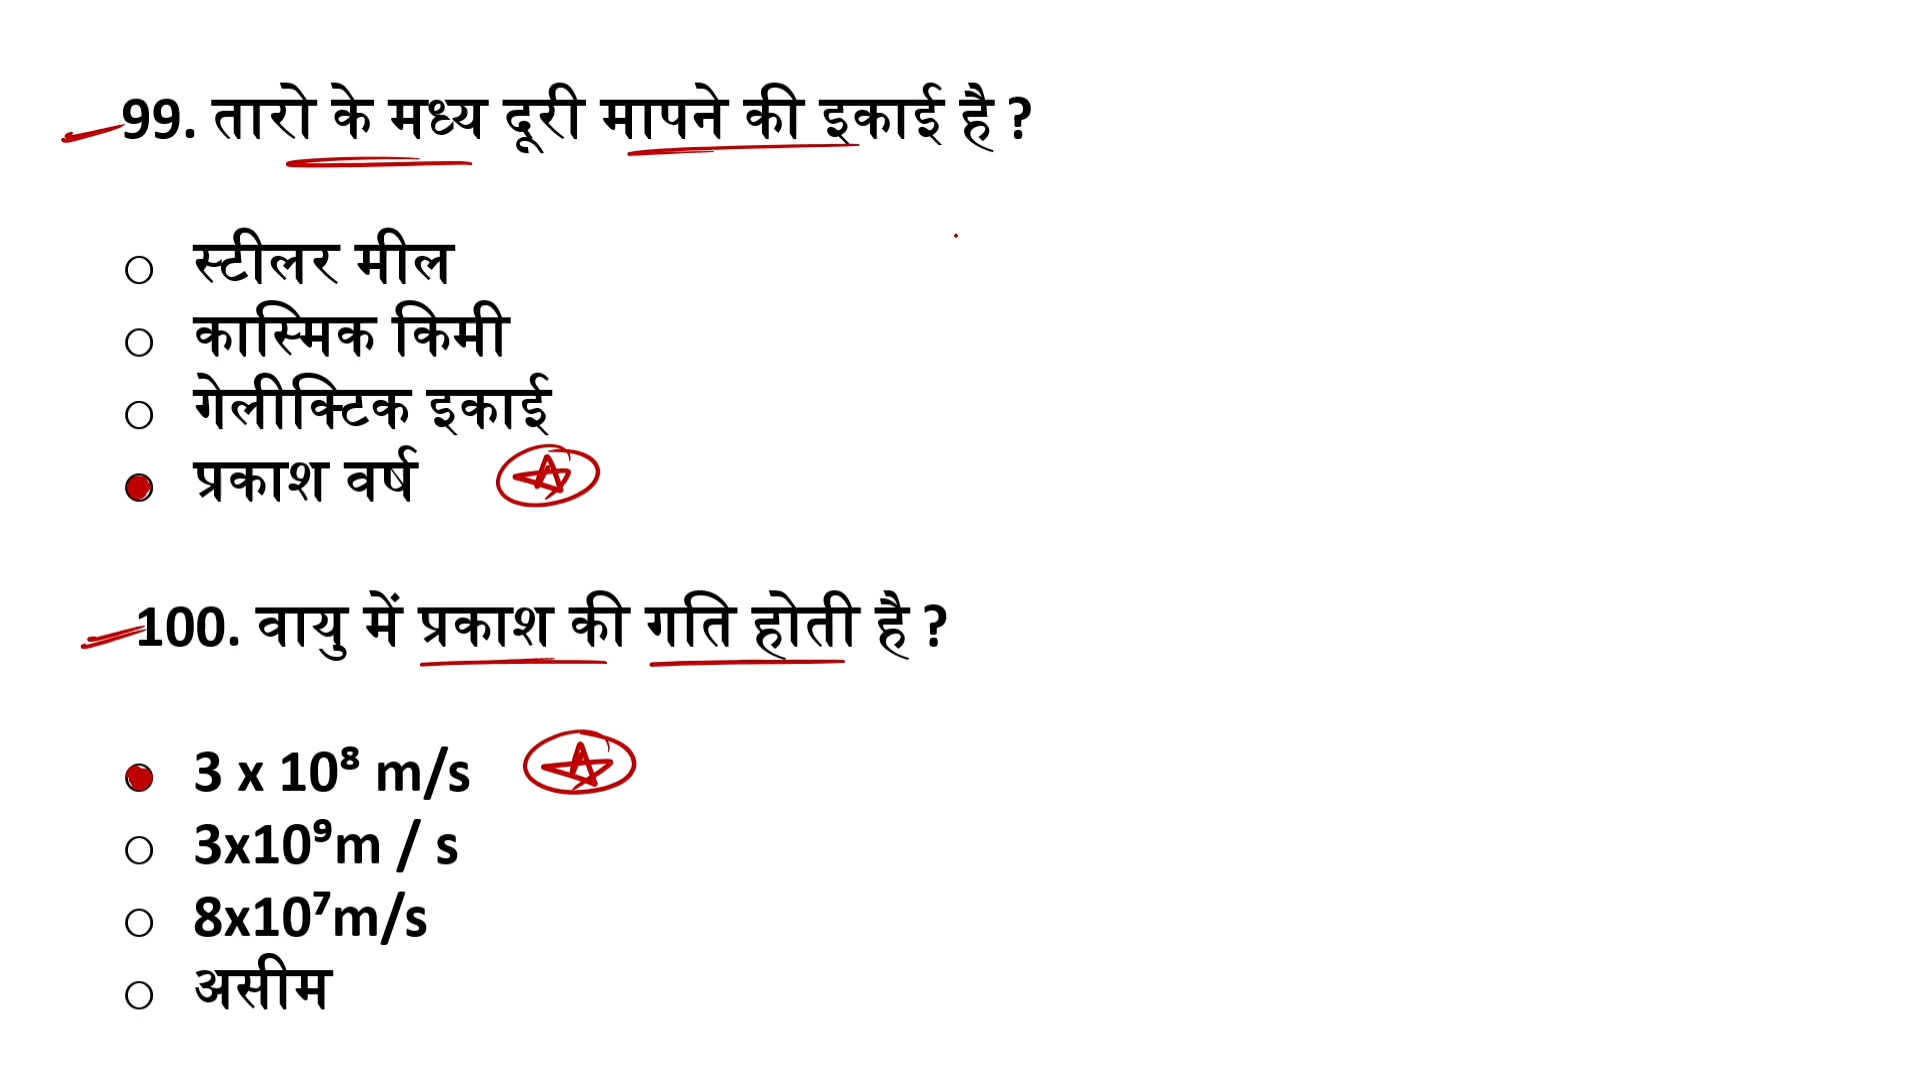 99. तारो के मध्य दूरी मापने की इकाई है ?
स्टीलर मील
कास्मिक किमी
गेलीक्टिक इकाई
प्रकाश वर्ष
100. वायु में प्रकाश की गति होती है ?
3 x 10⁸ m/s
3x10⁹m / s
8x10⁷m/s
असीम